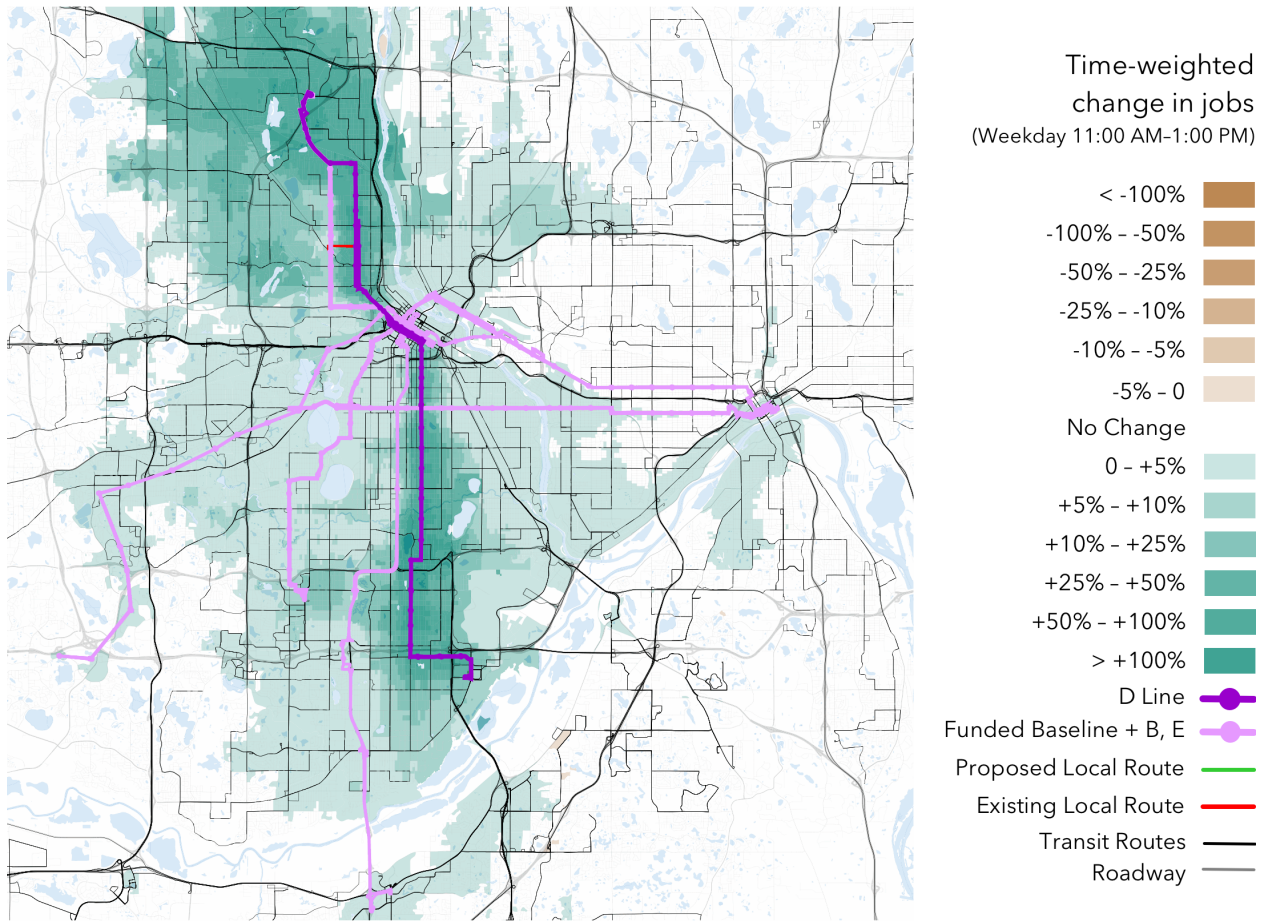 Time-weighted
change in jobs
(Weekday 11:00 AM–1:00 PM)
< -100%
-100% – -50%
-50% – -25%
-25% – -10%
-10% – -5%
-5% – 0
No Change
0 – +5%
+5% – +10%
+10% – +25%
+25% – +50%
+50% – +100%
> +100%
D Line
Funded Baseline + B, E
Proposed Local Route
Existing Local Route
Transit Routes
Roadway